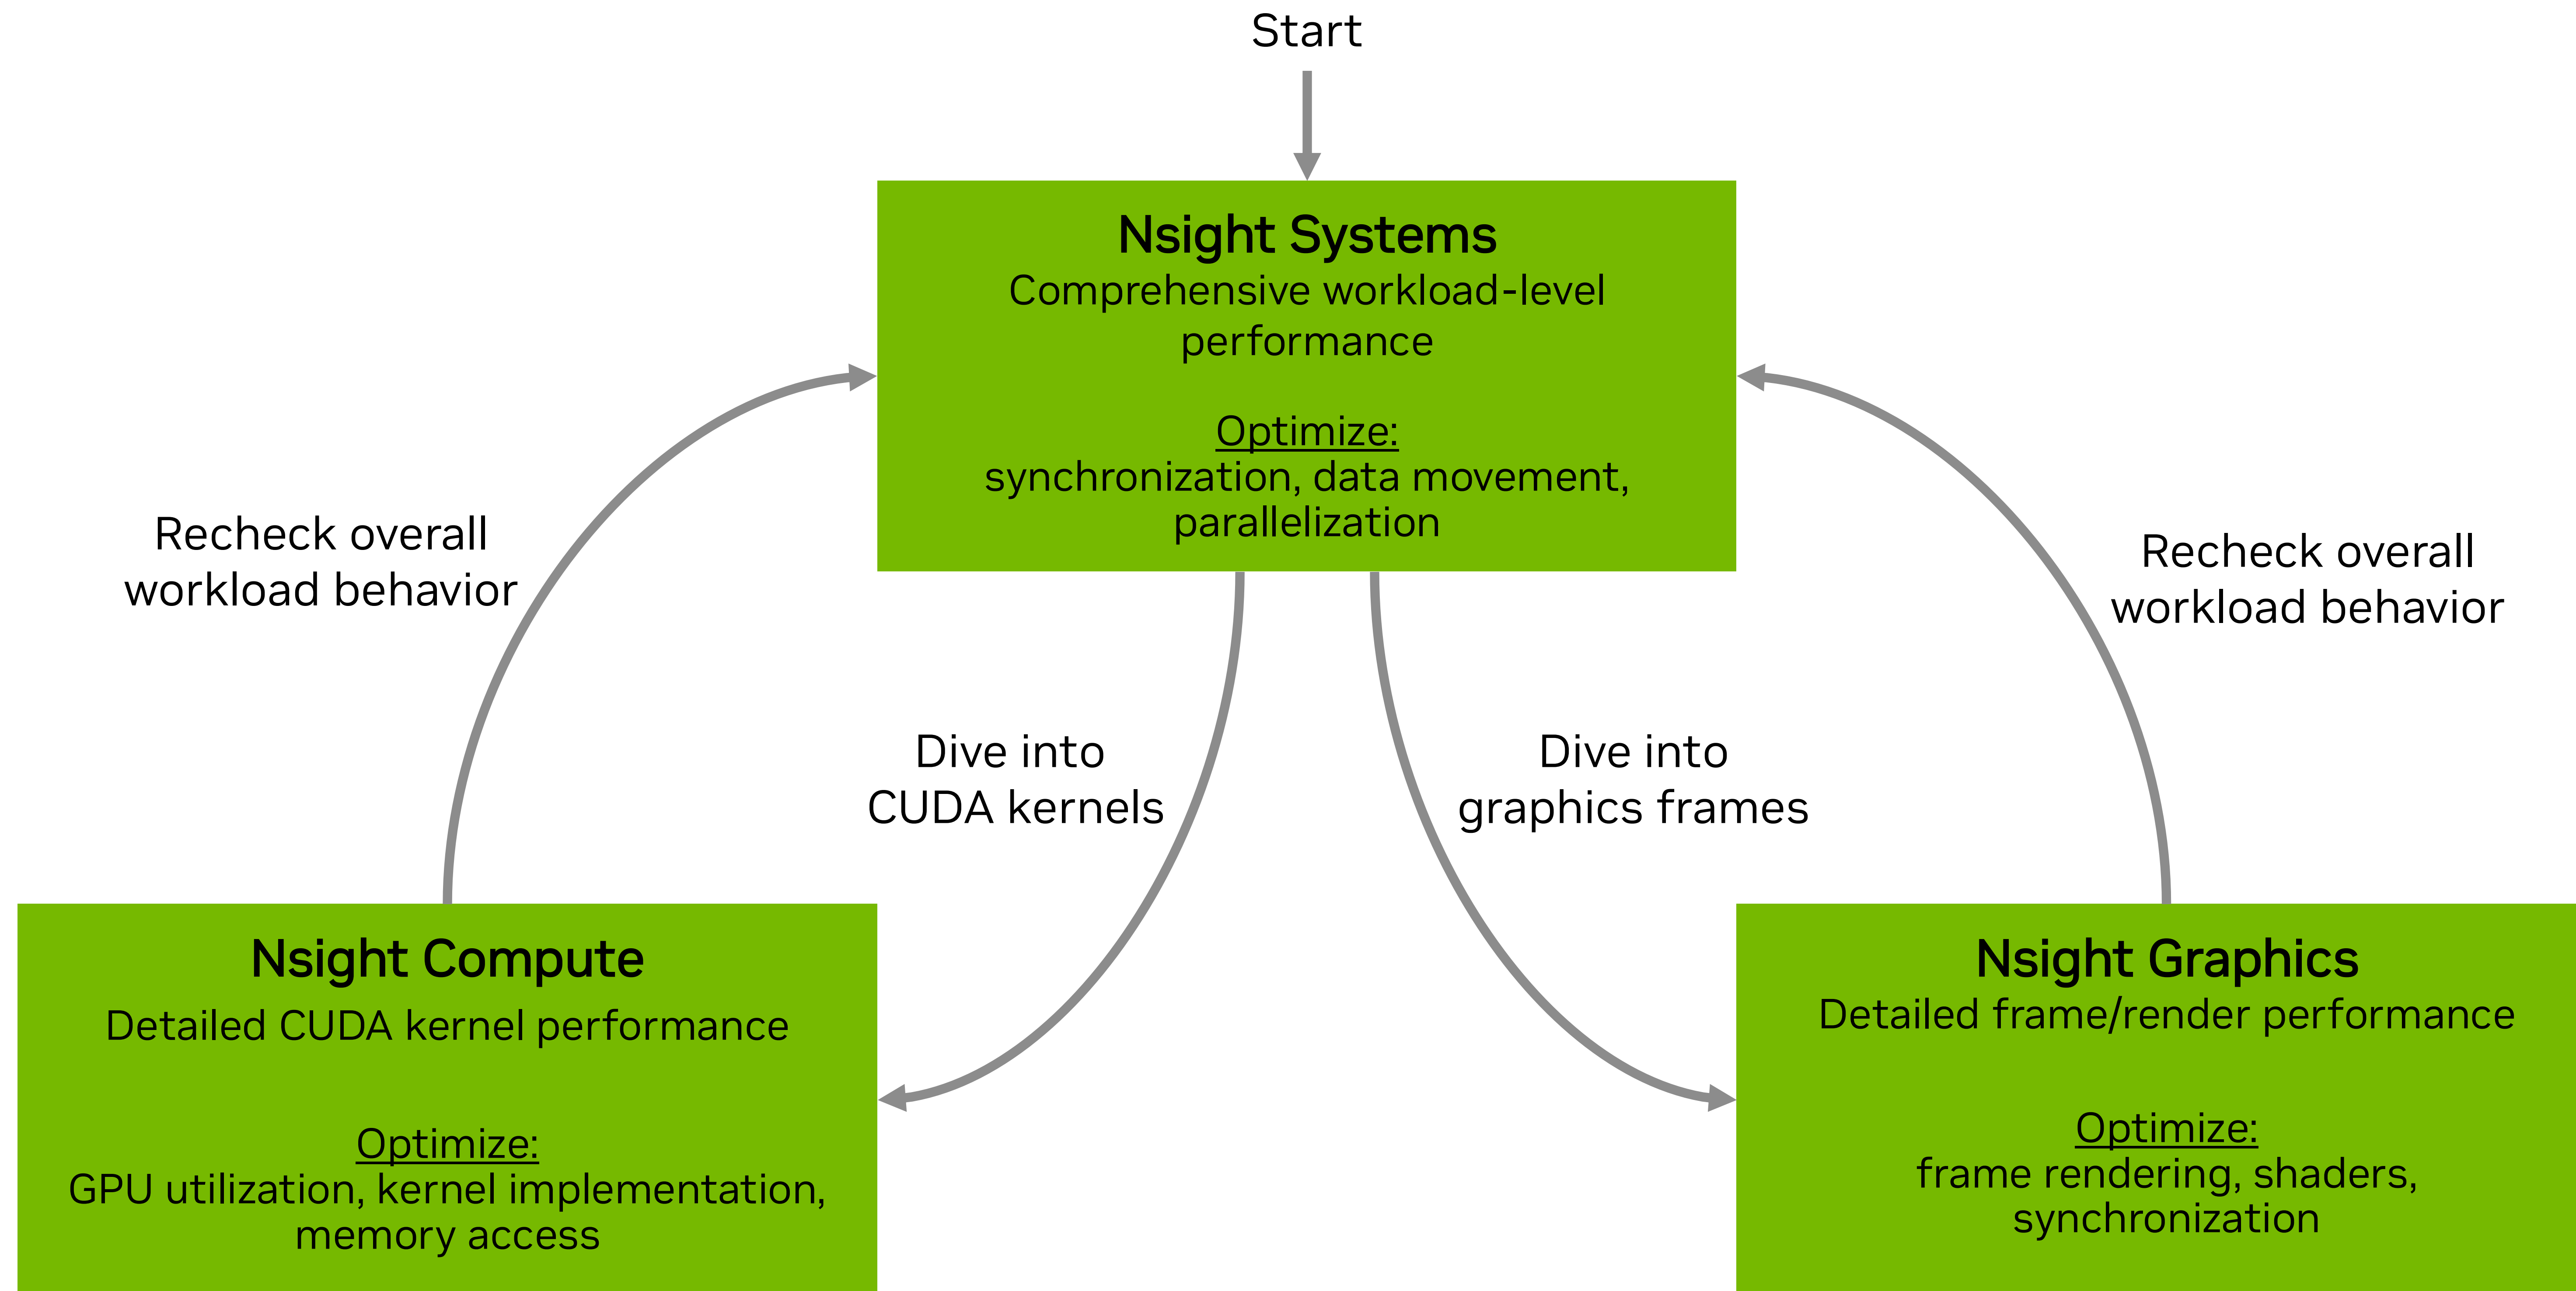 Start
Nsight Systems
Comprehensive workload-level
performance
Optimize:
synchronization, data movement,
parallelization
Recheck overall
workload behavior
Recheck overall
workload behavior
Dive into
CUDA kernels
Dive into
graphics frames
Nsight Compute
Detailed CUDA kernel performance
Optimize:
GPU utilization, kernel implementation,
memory access
Nsight Graphics
Detailed frame/render performance
Optimize:
frame rendering, shaders,
synchronization